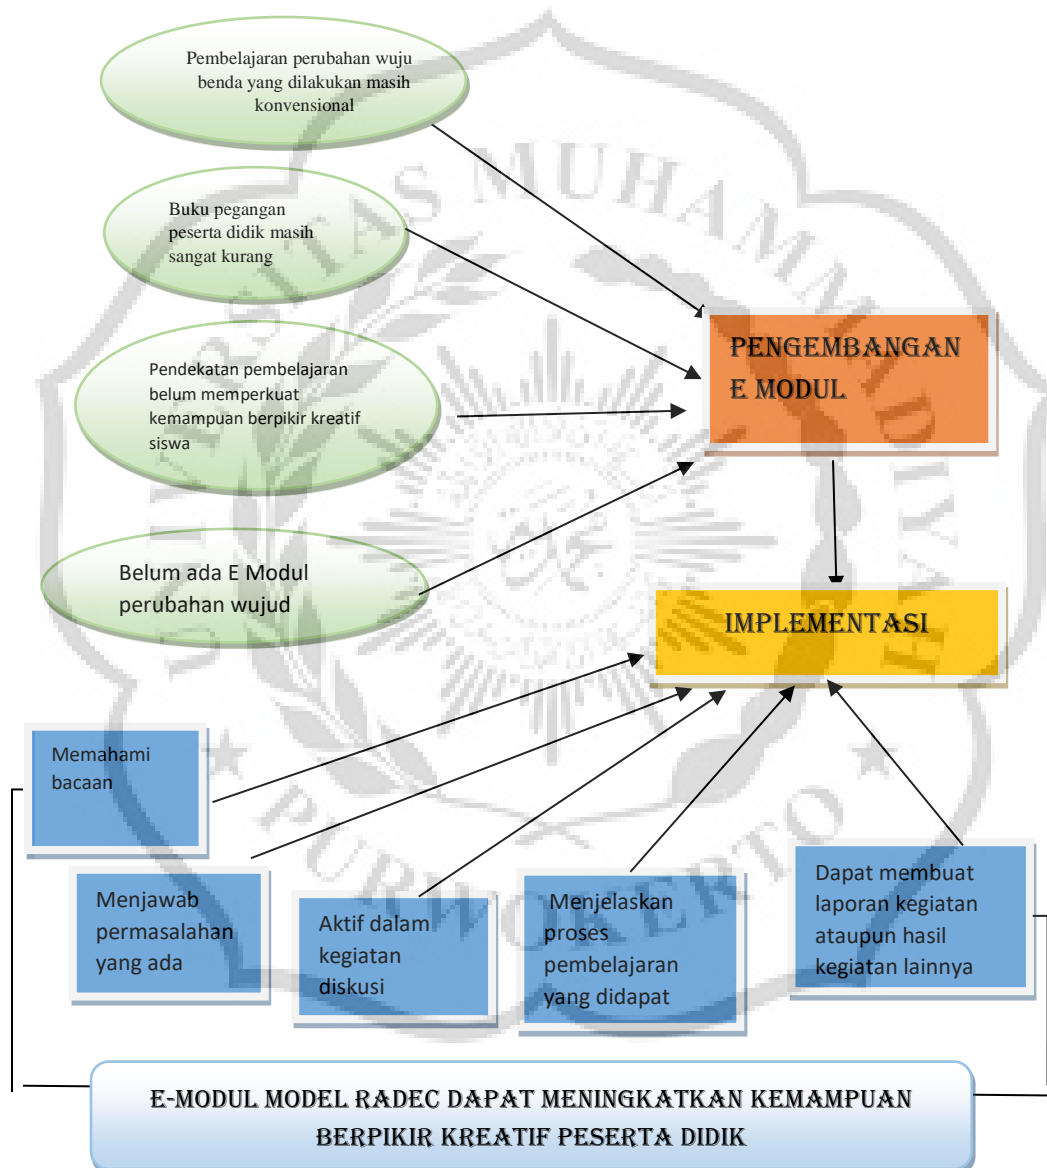 Pembelajaran perubahan wuju
benda yang dilakukan masih
konvensional
Buku pegangan
peserta didik masih
sangat kurang
Pendekatan pembelajaran
belum memperkuat
kemampuan berpikir kreatif
siswa
Belum ada E Modul
perubahan wujud
PENGEMBANGAN
E MODUL
IMPLEMENTASI
Memahami
bacaan
Menjawab
permasalahan
yang ada
Aktif dalam
kegiatan
diskusi
Menjelaskan
proses
pembelajaran
yang didapat
Dapat membuat
laporan kegiatan
ataupun hasil
kegiatan lainnya
E-MODUL MODEL RADEC DAPAT MENINGKATKAN KEMAMPUAN
BERPIKIR KREATIF PESERTA DIDIK
UNIVERSITAS MUHAMMADIYAH
PURWOKERTO